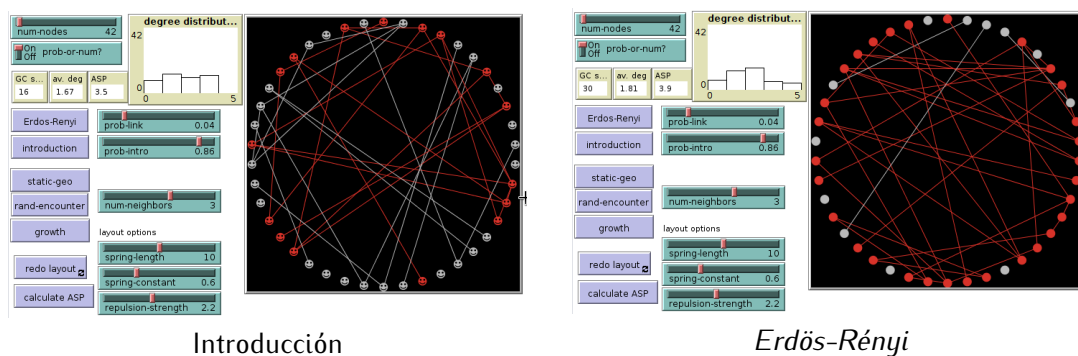 num-nodes 42
On
Off prob-or-num?
GC s... av. deg ASP
16 1.67 3.5
degree distribut...
42
0
0 5
Erdos-Renyi
prob-link 0.04
introduction
prob-intro 0.86
static-geo
rand-encounter
num-neighbors 3
growth
layout options
spring-length 10
redo layout
spring-constant 0.6
calculate ASP
repulsion-strength 2.2
Introducción
num-nodes 42
On
Off prob-or-num?
GC s... av. deg ASP
30 1.81 3.9
degree distribut...
42
0
0 5
Erdos-Renyi
prob-link 0.04
introduction
prob-intro 0.86
static-geo
rand-encounter
num-neighbors 3
growth
layout options
spring-length 10
redo layout
spring-constant 0.6
calculate ASP
repulsion-strength 2.2
Erdös-Rényi